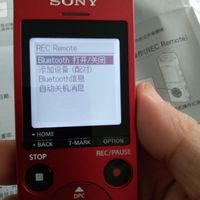 SONY
REC Remote
Bluetooth 打开/关闭
添加设备(配对)
Bluetooth信息
自动关机消息
•HOME
•BACK T-MARK OPTION
STOP REC/PAUSE
DPC
(REC Remote)